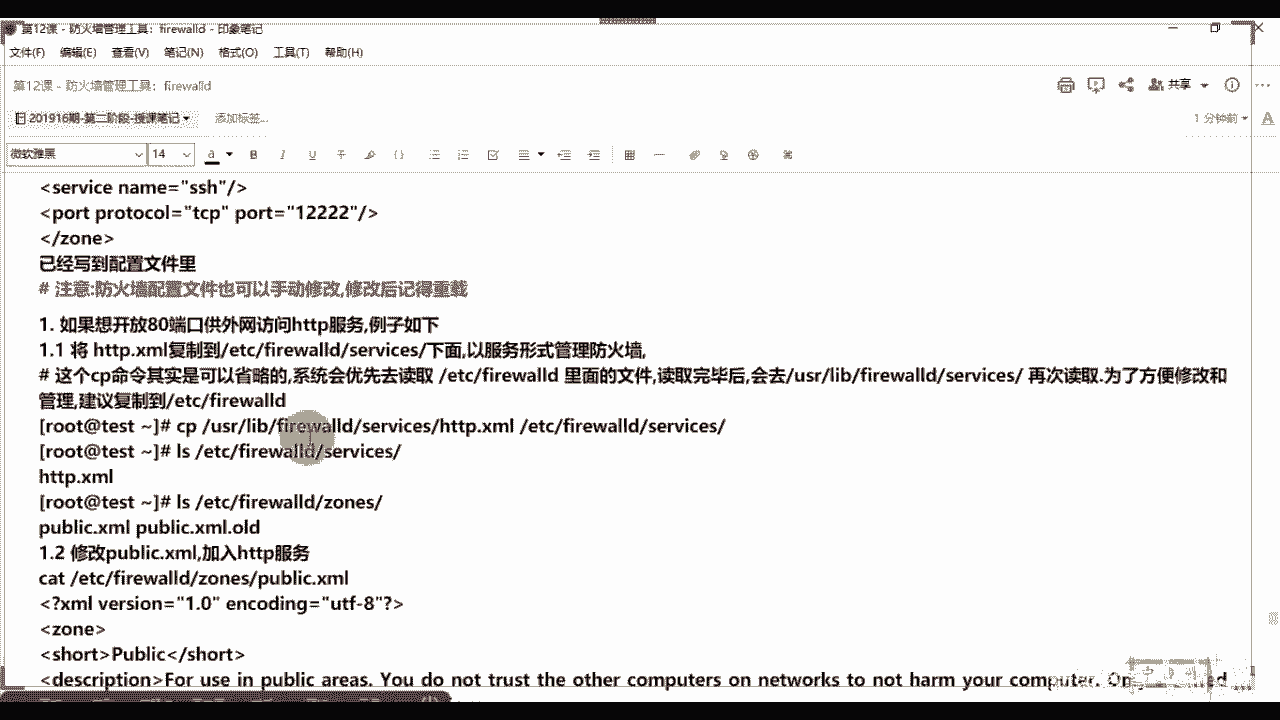 第12课 - 防火墙管理工具：firewalld - 印象笔记
文件(F) 编辑(E) 查看(V) 笔记(N) 格式(O) 工具(T) 帮助(H)
第12课 - 防火墙管理工具：firewalld
共享
201916期-第二阶段-授课笔记
添加标签...
1 分钟前
微软雅黑 14
<service name="ssh"/>
<port protocol="tcp" port="12222"/>
</zone>
已经写到配置文件里
# 注意:防火墙配置文件也可以手动修改,修改后记得重载
1. 如果想开放80端口供外网访问http服务,例子如下
1.1 将 http.xml复制到/etc/firewalld/services/下面,以服务形式管理防火墙,
# 这个cp命令其实是可以省略的,系统会优先去读取 /etc/firewalld 里面的文件,读取完毕后,会去/usr/lib/firewalld/services/ 再次读取.为了方便修改和
管理,建议复制到/etc/firewalld
[root@test ~]# cp /usr/lib/firewalld/services/http.xml /etc/firewalld/services/
[root@test ~]# ls /etc/firewalld/services/
http.xml
[root@test ~]# ls /etc/firewalld/zones/
public.xml public.xml.old
1.2 修改public.xml,加入http服务
cat /etc/firewalld/zones/public.xml
<?xml version="1.0" encoding="utf-8"?>
<zone>
<short>Public</short>
<description>For use in public areas. You do not trust the other computers on networks to not harm your computer.